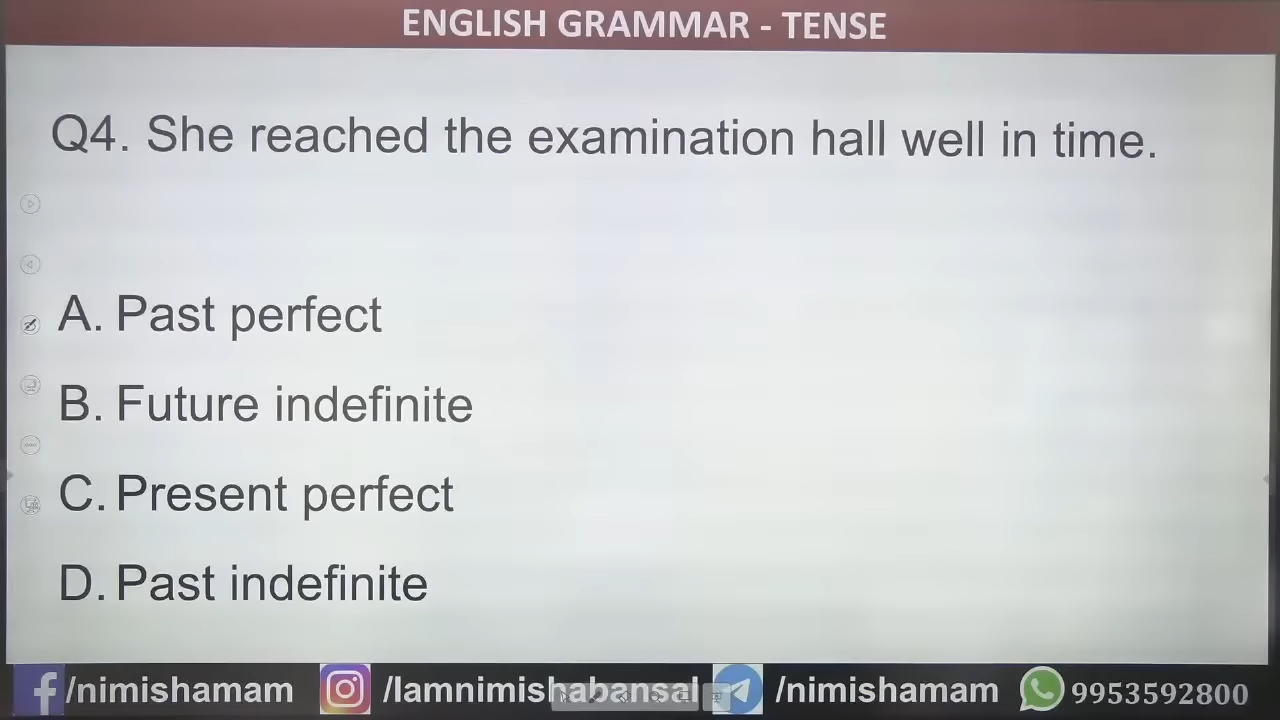 ENGLISH GRAMMAR - TENSE
Q4. She reached the examination hall well in time.
A. Past perfect
B. Future indefinite
C. Present perfect
D. Past indefinite
/nimishamam /Iamnimishabansal /nimishamam 9953592800